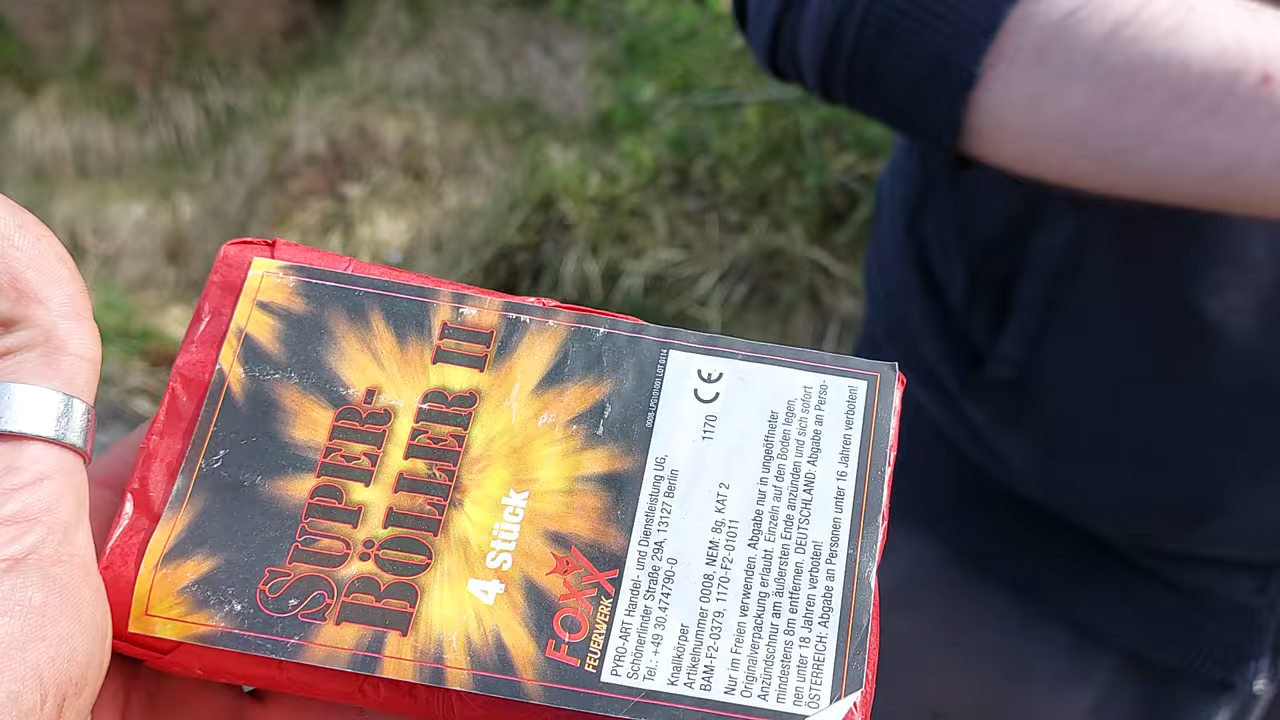 SUPER-
BÖLLER II
4 Stück
FOXX
FEUERWERK
0008-LP0101001 LOT 0114
PYRO-ART Handel- und Dienstleistung UG,
Schönerlinder Straße 29A, 13127 Berlin
Tel.: +49 30.474790-0
1170 CE
Knallkörper
Artikelnummer 0008, NEM: 8g, KAT 2
BAM-F2-0379, 1170-F2-01011
Nur im Freien verwenden. Abgabe nur in ungeöffneter
Originalverpackung erlaubt. Einzeln auf den Boden legen,
Anzündschnur am äußersten Ende anzünden und sich sofort
mindestens 8m entfernen. DEUTSCHLAND: Abgabe an Perso-
nen unter 18 Jahren verboten!
ÖSTERREICH: Abgabe an Personen unter 16 Jahren verboten!